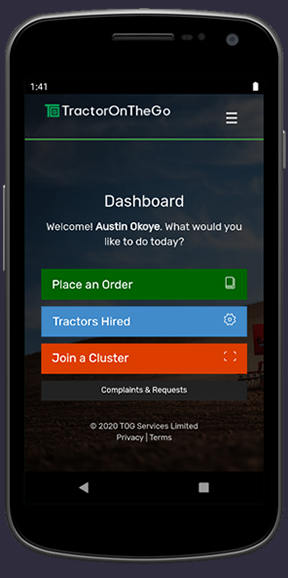 1:41
TractorOnTheGo
Dashboard
Welcome! Austin Okoye. What would you
like to do today?
Place an Order
Tractors Hired
Join a Cluster
Complaints & Requests
© 2020 TOG Services Limited
Privacy | Terms